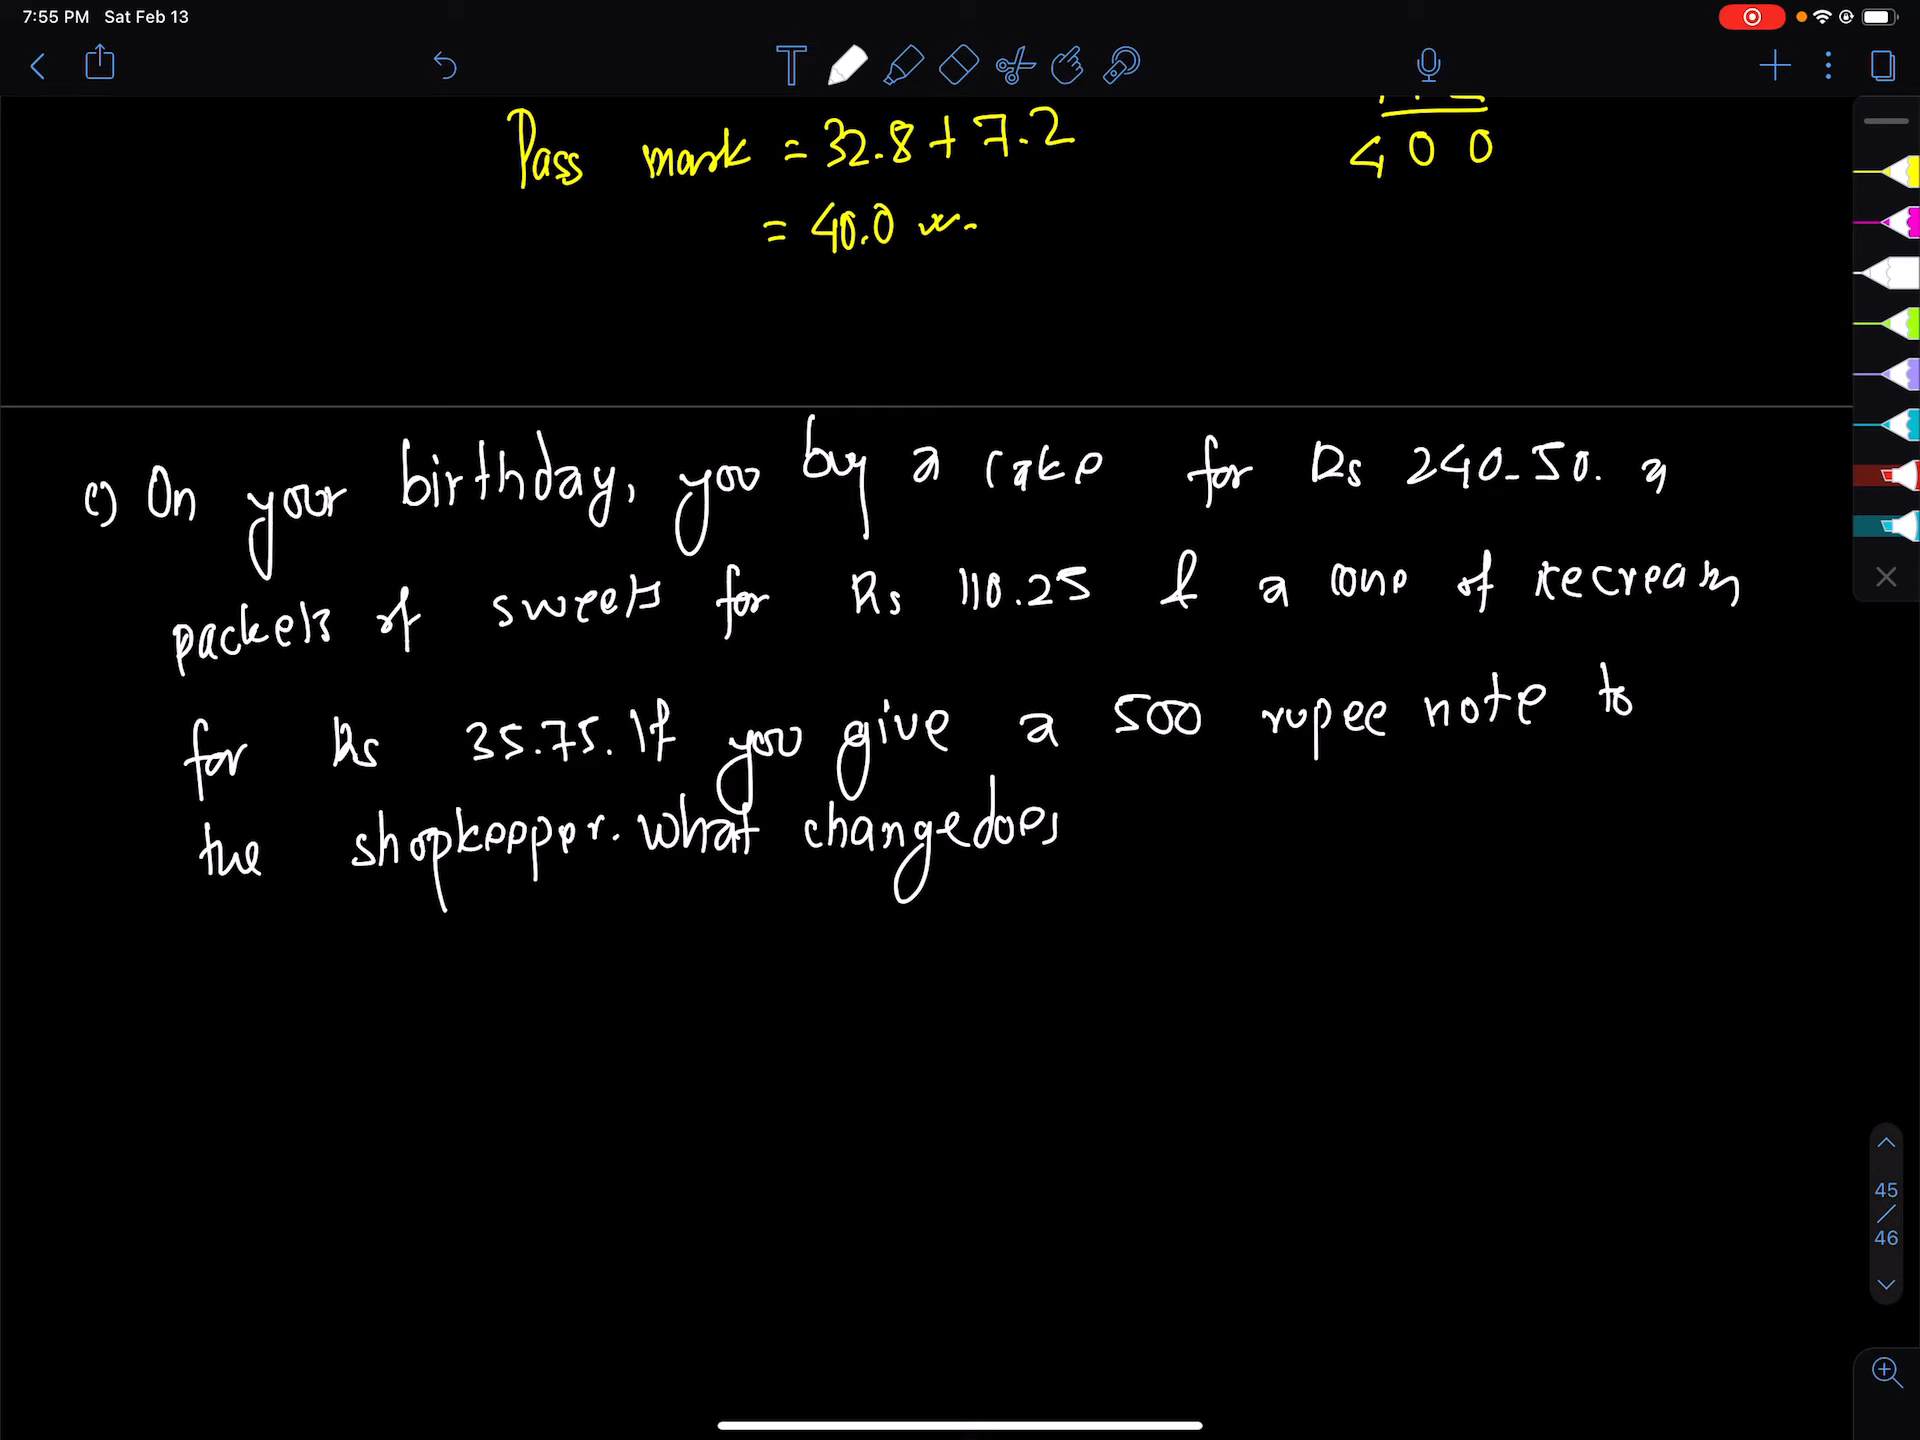 7:55 PM Sat Feb 13
Pass mark = 32.8 + 7.2
400
= 40.0
c) On your birthday, you buy a cake for Rs 240.50. a
packets of sweets for Rs 110.25 & a cone of icecream
for Rs 35.75. If you give a 500 rupee note to
the shopkeeper. What change does
45
/
46